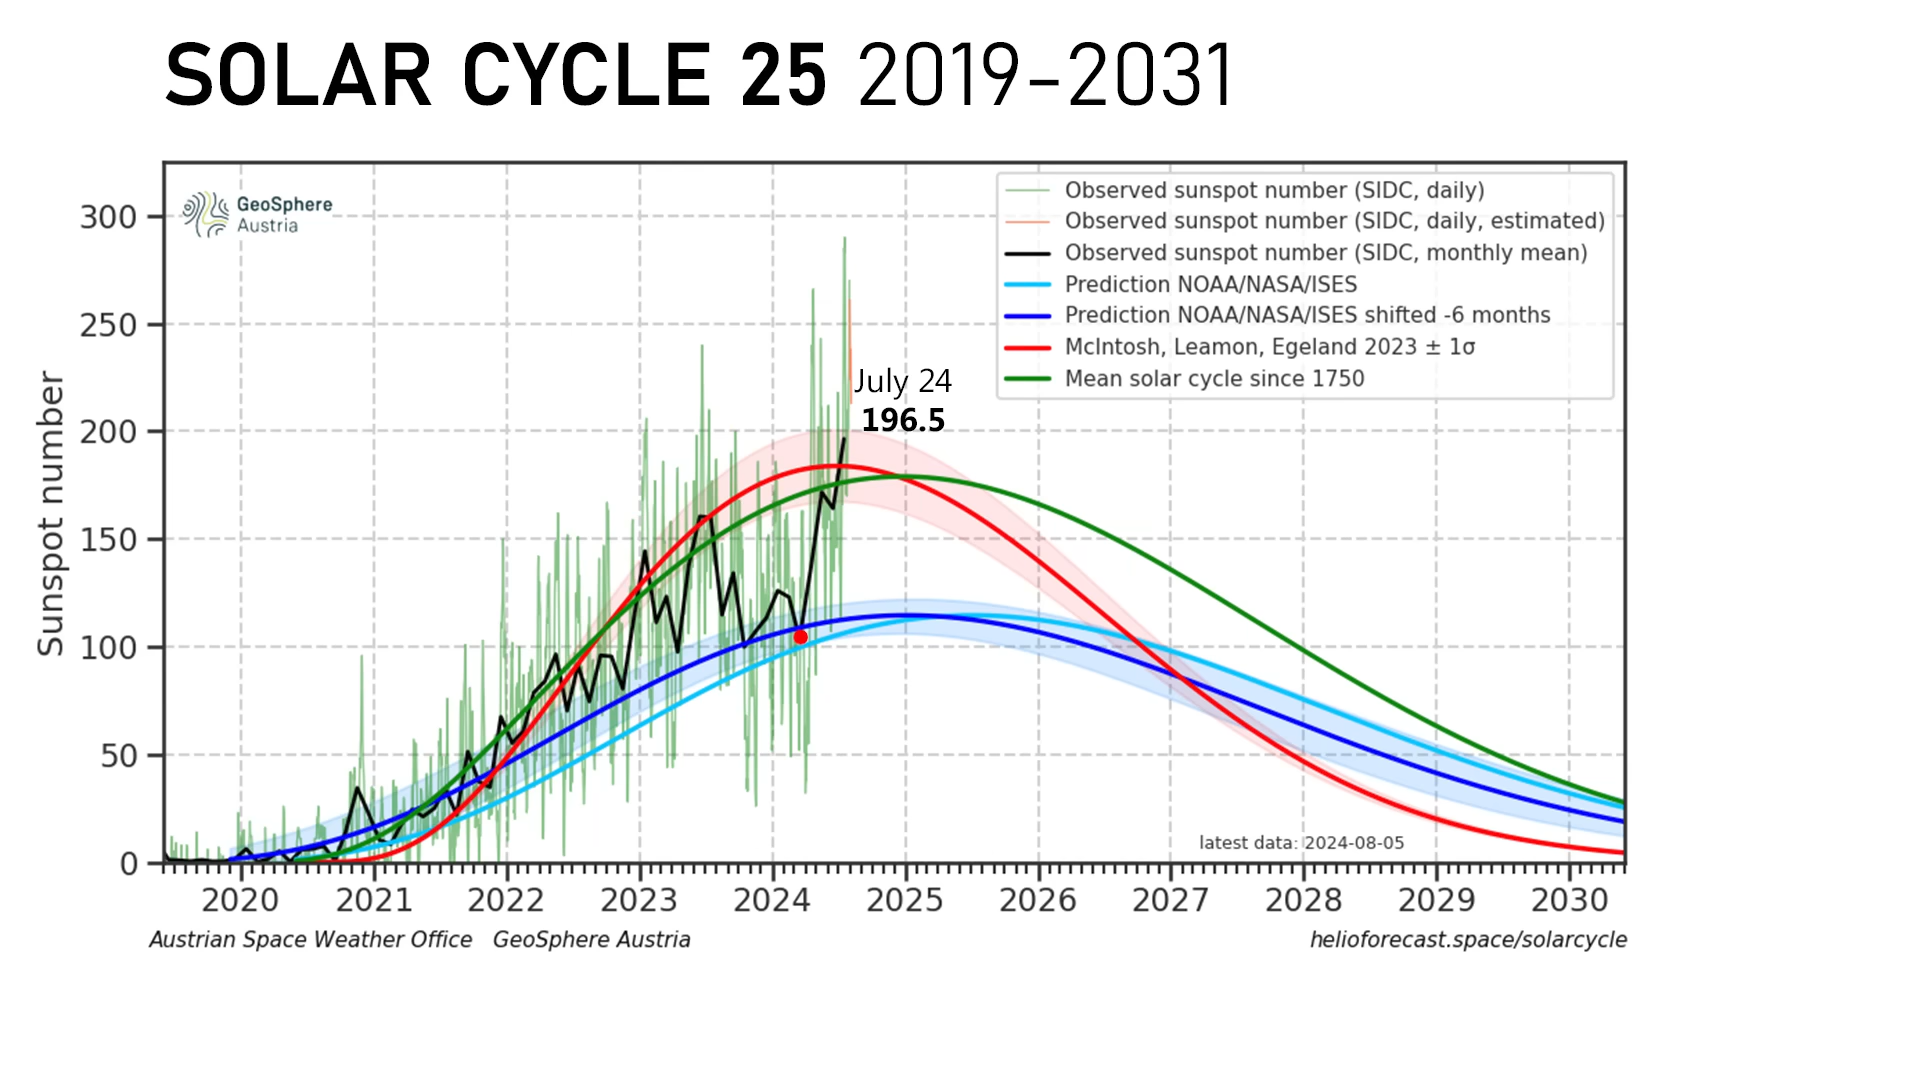 SOLAR CYCLE 25 2019-2031
GeoSphere
Austria
Observed sunspot number (SIDC, daily)
Observed sunspot number (SIDC, daily, estimated)
Observed sunspot number (SIDC, monthly mean)
Prediction NOAA/NASA/ISES
Prediction NOAA/NASA/ISES shifted -6 months
McIntosh, Leamon, Egeland 2023 ± 1σ
Mean solar cycle since 1750
300
250
200
150
100
50
0
Sunspot number
July 24
196.5
latest data: 2024-08-05
2020 2021 2022 2023 2024 2025 2026 2027 2028 2029 2030
Austrian Space Weather Office GeoSphere Austria
helioforecast.space/solarcycle